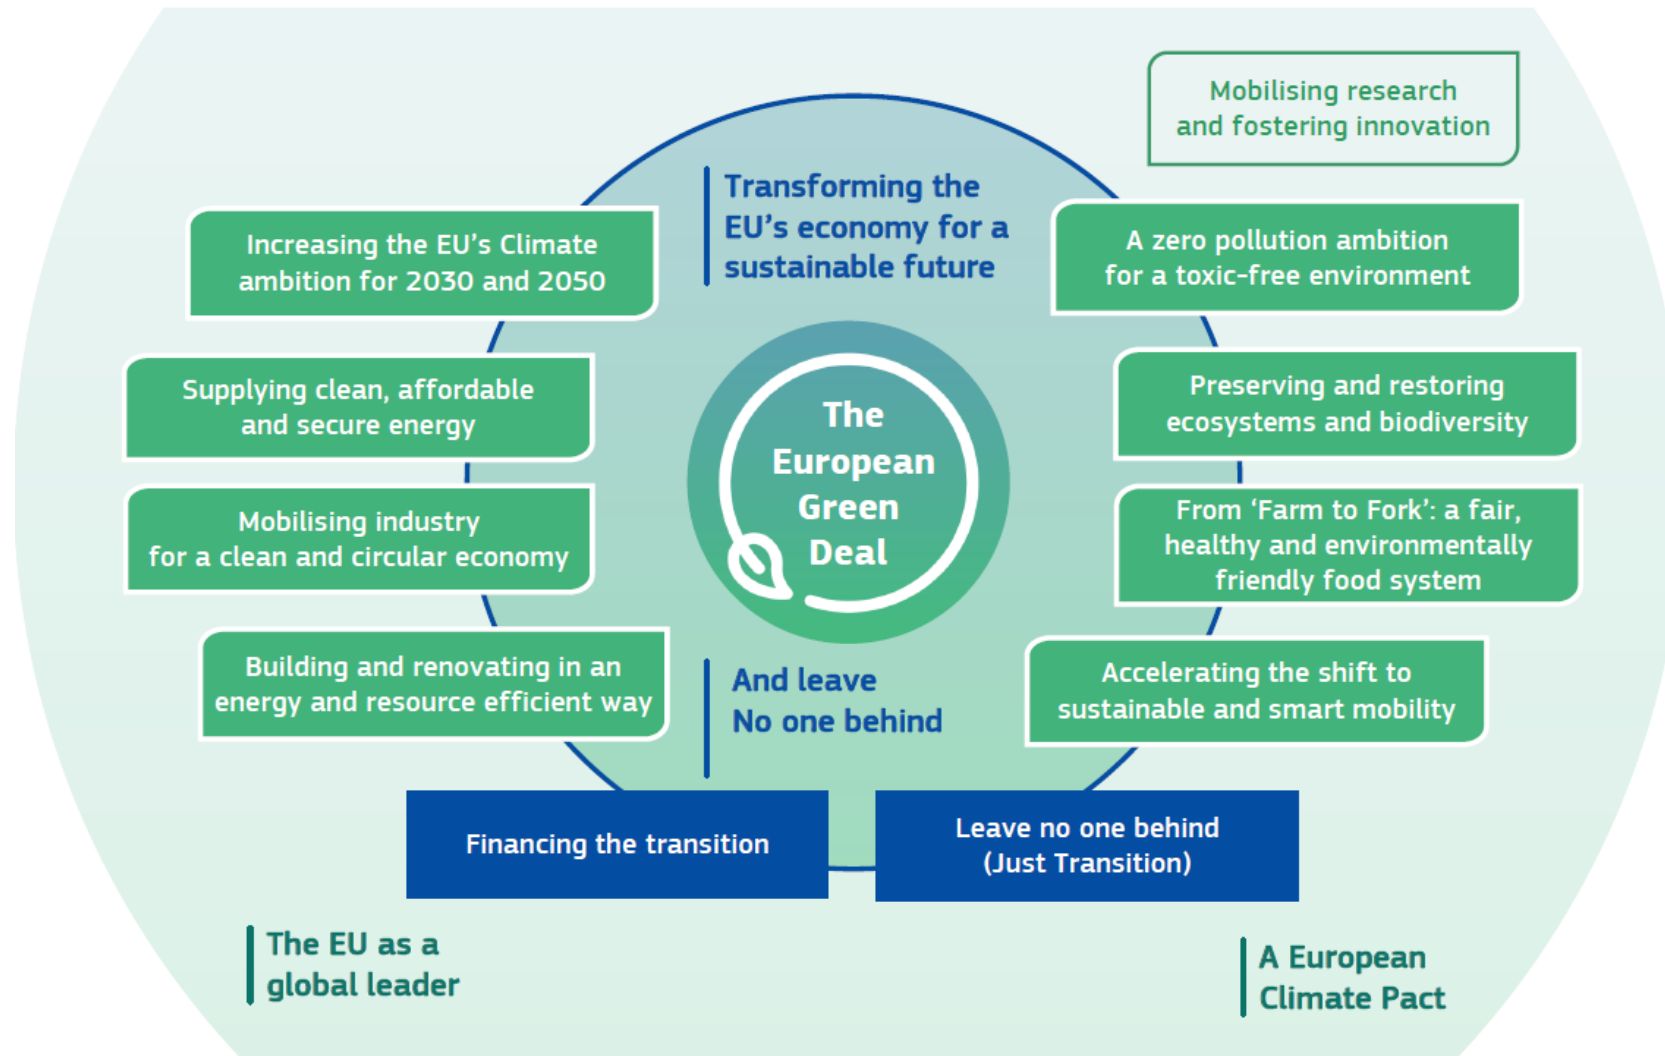 Mobilising research
and fostering innovation
Transforming the
EU's economy for a
sustainable future
Increasing the EU's Climate
ambition for 2030 and 2050
Supplying clean, affordable
and secure energy
Mobilising industry
for a clean and circular economy
Building and renovating in an
energy and resource efficient way
The
European
Green
Deal
A zero pollution ambition
for a toxic-free environment
Preserving and restoring
ecosystems and biodiversity
From ‘Farm to Fork’: a fair,
healthy and environmentally
friendly food system
Accelerating the shift to
sustainable and smart mobility
And leave
No one behind
Financing the transition
Leave no one behind
(Just Transition)
The EU as a
global leader
A European
Climate Pact